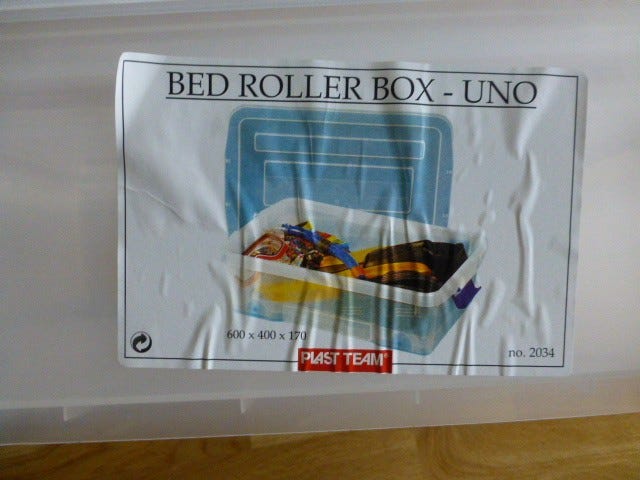 BED ROLLER BOX - UNO
600 x 400 x 170
PLAST TEAM®
no. 2034